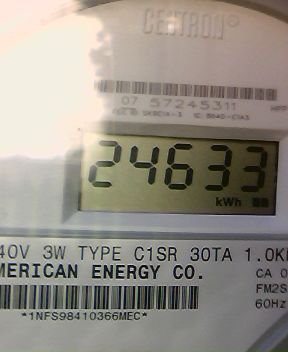 CENTRON®
07 57245311
24633
kWh
40V 3W TYPE C1SR 30TA 1.0K
MERICAN ENERGY CO.
CA 0
FM2S
60Hz
*1NFS98410366MEC*